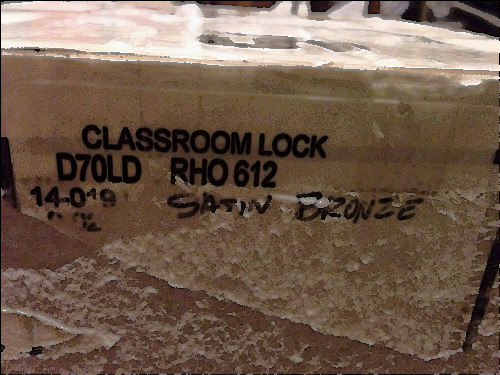 CLASSROOM LOCK
D70LD RHO 612
14-019 SATIN BRONZE